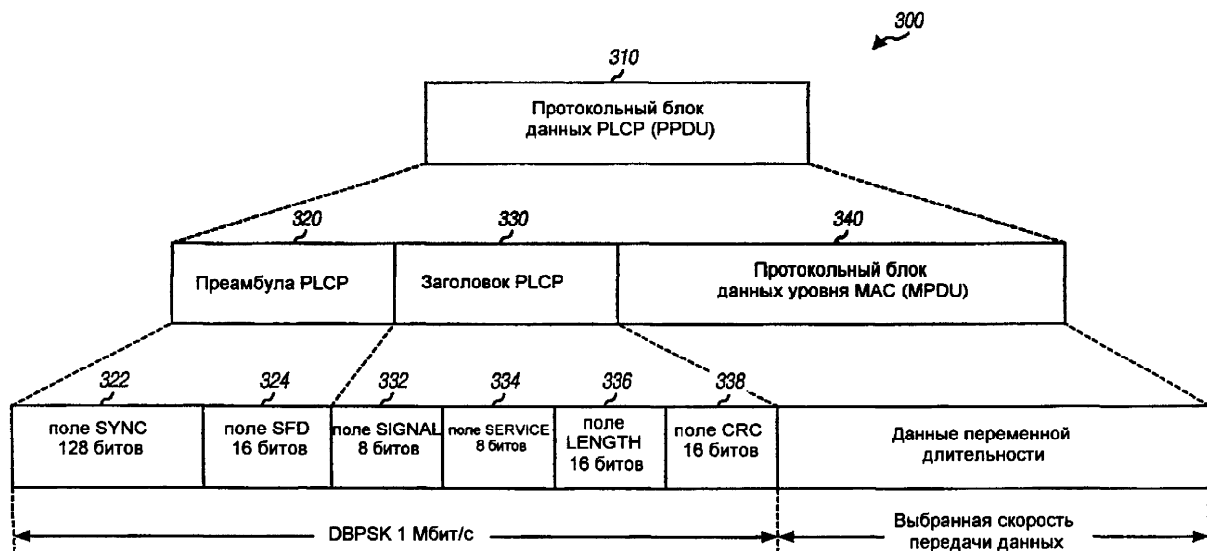 300
310
Протокольный блок
данных PLCP (PPDU)
320
330
340
Преамбула PLCP
Заголовок PLCP
Протокольный блок
данных уровня MAC (MPDU)
322
324
332
334
336
338
поле SYNC
128 битов
поле SFD
16 битов
поле SIGNAL
8 битов
поле SERVICE
8 битов
поле
LENGTH
16 битов
поле CRC
16 битов
Данные переменной
длительности
DBPSK 1 Мбит/с
Выбранная скорость
передачи данных